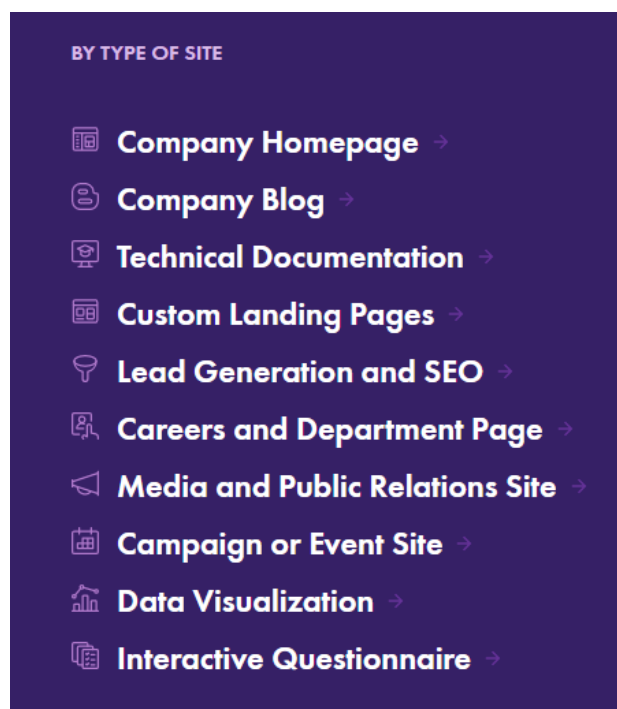 BY TYPE OF SITE
Company Homepage
Company Blog
Technical Documentation
Custom Landing Pages
Lead Generation and SEO
Careers and Department Page
Media and Public Relations Site
Campaign or Event Site
Data Visualization
Interactive Questionnaire